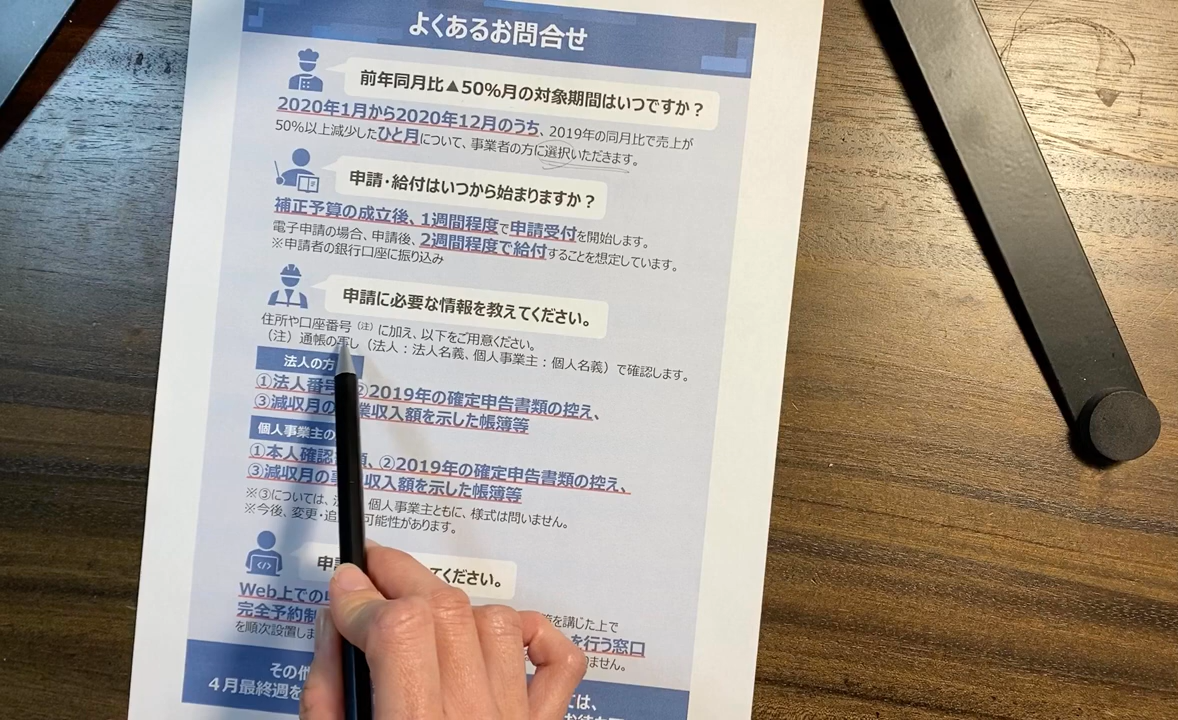 よくあるお問合せ
前年同月比▲50％月の対象期間はいつですか？
2020年1月から2020年12月のうち、2019年の同月比で売上が
50％以上減少したひと月について、事業者の方に選択いただきます。
申請・給付はいつから始まりますか？
補正予算の成立後、1週間程度で申請受付を開始します。
電子申請の場合、申請後、2週間程度で給付することを想定しています。
※申請者の銀行口座に振り込み
申請に必要な情報を教えてください。
住所や口座番号（注）に加え、以下をご用意ください。
（注）通帳の写し（法人：法人名義、個人事業主：個人名義）で確認します。
法人の方
①法人番号 ②2019年の確定申告書類の控え、
③減収月の 業収入額を示した帳簿等
個人事業主の
①本人確認 類、②2019年の確定申告書類の控え、
③減収月の 収入額を示した帳簿等
※③については、 個人事業主ともに、様式は問いません。
※今後、変更・追 可能性があります。
申 てください。
Web上での 等を講じた上で
完全予約制 を行う窓口
を順次設置しま ません。
その他 ては、
４月最終週を